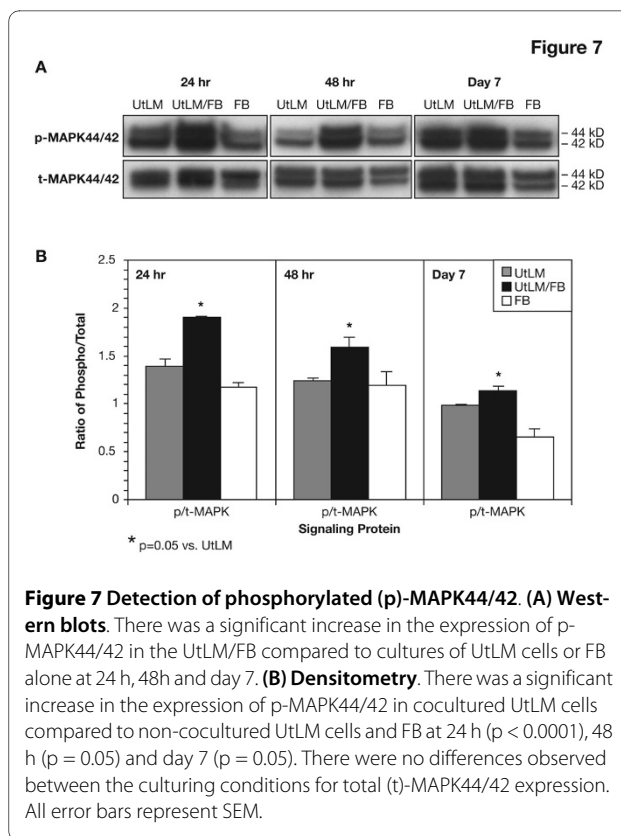 Figure 7
A
24 hr 48 hr Day 7
UtLM UtLM/FB FB UtLM UtLM/FB FB UtLM UtLM/FB FB
p-MAPK44/42
– 44 kD
– 42 kD
t-MAPK44/42
– 44 kD
– 42 kD
B
24 hr 48 hr Day 7
UtLM
UtLM/FB
FB
Ratio of Phospho/Total
2.5
2
1.5
1
0.5
0
* * *
p/t-MAPK p/t-MAPK p/t-MAPK
Signaling Protein
* p=0.05 vs. UtLM
Figure 7 Detection of phosphorylated (p)-MAPK44/42. (A) West-
ern blots. There was a significant increase in the expression of p-
MAPK44/42 in the UtLM/FB compared to cultures of UtLM cells or FB
alone at 24 h, 48h and day 7. (B) Densitometry. There was a significant
increase in the expression of p-MAPK44/42 in cocultured UtLM cells
compared to non-cocultured UtLM cells and FB at 24 h (p < 0.0001), 48
h (p = 0.05) and day 7 (p = 0.05). There were no differences observed
between the culturing conditions for total (t)-MAPK44/42 expression.
All error bars represent SEM.